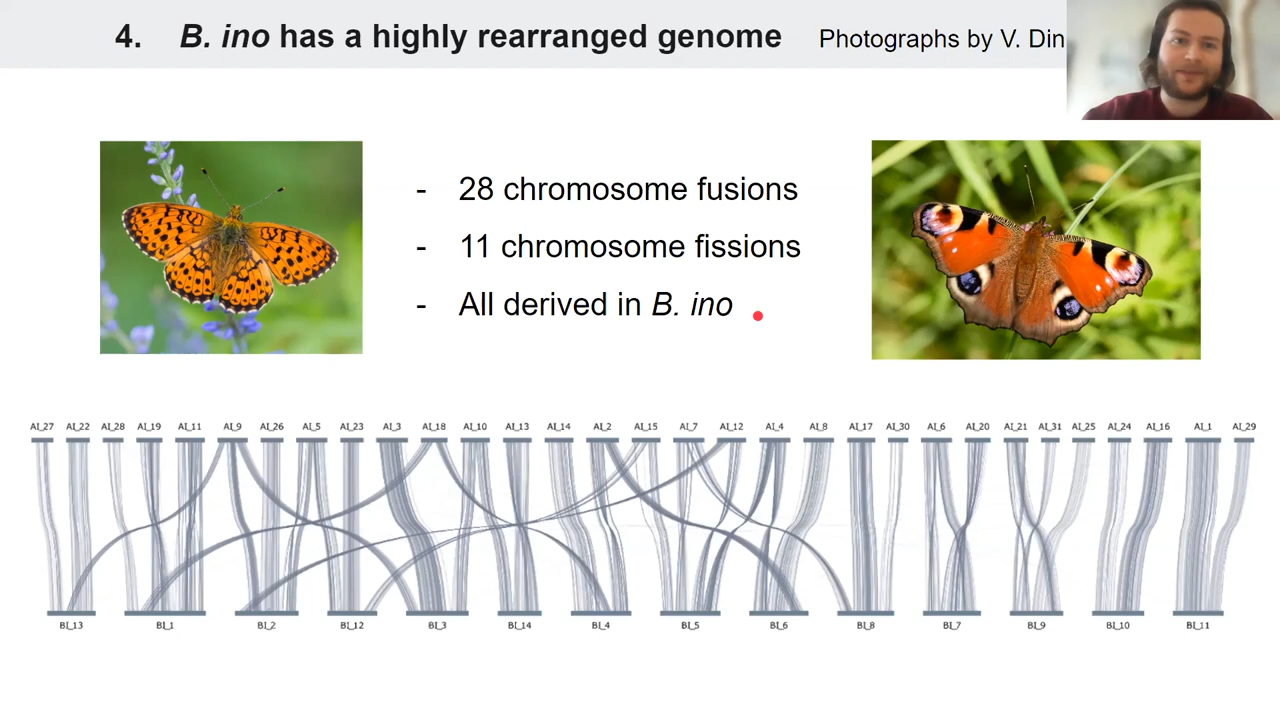 4. B. ino has a highly rearranged genome Photographs by V. Din
- 28 chromosome fusions
- 11 chromosome fissions
- All derived in B. ino
AI_27 AI_22 AI_28 AI_19 AI_11 AI_9 AI_26 AI_5 AI_23 AI_3 AI_18 AI_10 AI_13 AI_14 AI_2 AI_15 AI_7 AI_12 AI_4 AI_8 AI_17 AI_30 AI_6 AI_20 AI_21 AI_31 AI_25 AI_24 AI_16 AI_1 AI_29
BI_13 BI_1 BI_2 BI_12 BI_3 BI_14 BI_4 BI_5 BI_6 BI_8 BI_7 BI_9 BI_10 BI_11